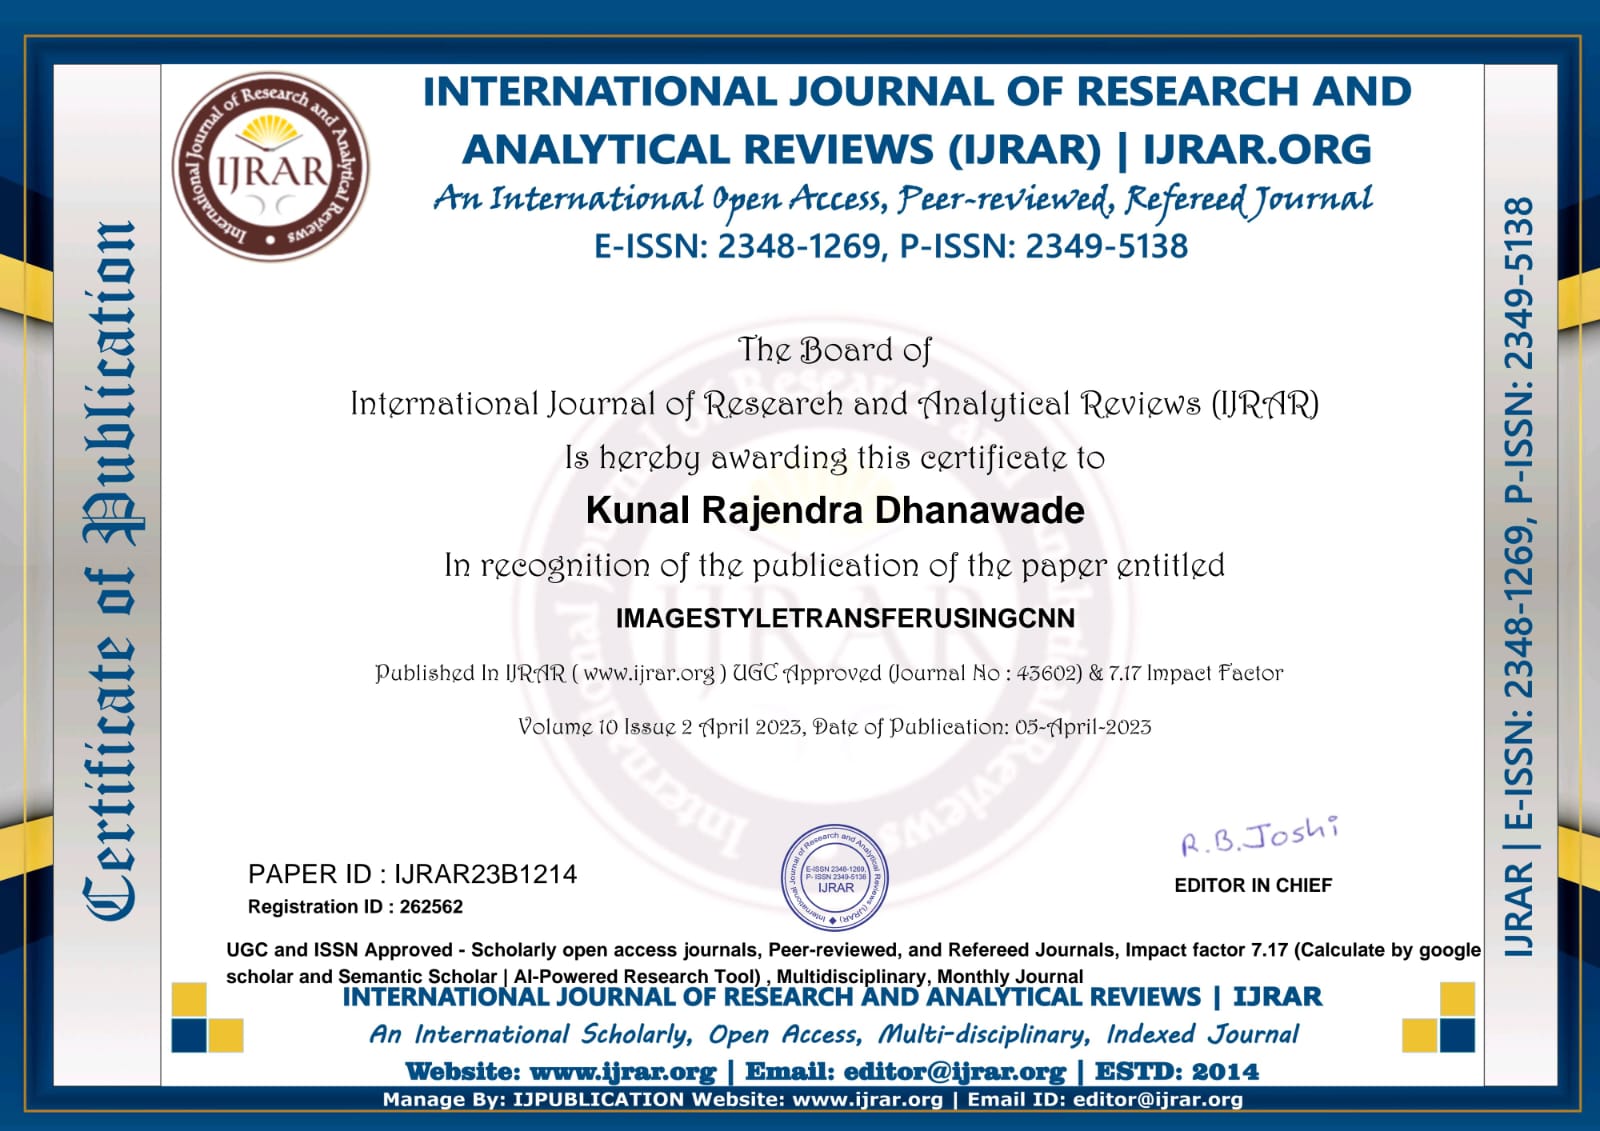 INTERNATIONAL JOURNAL OF RESEARCH AND
ANALYTICAL REVIEWS (IJRAR) | IJRAR.ORG
An International Open Access, Peer-reviewed, Refereed Journal
E-ISSN: 2348-1269, P-ISSN: 2349-5138
International Journal of Research and Analytical Reviews
IJRAR
Certificate of Publication
The Board of
International Journal of Research and Analytical Reviews (IJRAR)
Is hereby awarding this certificate to
Kunal Rajendra Dhanawade
In recognition of the publication of the paper entitled
IMAGESTYLETRANSFERUSINGCNN
Published In IJRAR ( www.ijrar.org ) UGC Approved (Journal No : 43602) & 7.17 Impact Factor
Volume 10 Issue 2 April 2023, Date of Publication: 05-April-2023
International Journal of Research and Analytical Reviews
IJRAR
PAPER ID : IJRAR23B1214
Registration ID : 262562
International Journal of Research and Analytical Reviews (IJRAR)
E-ISSN 2348-1269,
P- ISSN 2349-5138
IJRAR
R.B.Joshi
EDITOR IN CHIEF
UGC and ISSN Approved - Scholarly open access journals, Peer-reviewed, and Refereed Journals, Impact factor 7.17 (Calculate by google
scholar and Semantic Scholar | AI-Powered Research Tool) , Multidisciplinary, Monthly Journal
INTERNATIONAL JOURNAL OF RESEARCH AND ANALYTICAL REVIEWS | IJRAR
An International Scholarly, Open Access, Multi-disciplinary, Indexed Journal
Website: www.ijrar.org | Email: editor@ijrar.org | ESTD: 2014
Manage By: IJPUBLICATION Website: www.ijrar.org | Email ID: editor@ijrar.org
IJRAR | E-ISSN: 2348-1269, P-ISSN: 2349-5138